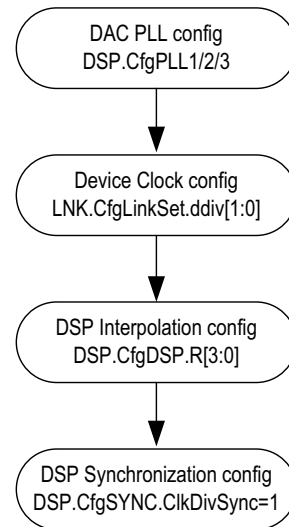 DAC PLL config
DSP.CfgPLL1/2/3
Device Clock config
LNK.CfgLinkSet.ddiv[1:0]
DSP Interpolation config
DSP.CfgDSP.R[3:0]
DSP Synchronization config
DSP.CfgSYNC.ClkDivSync=1